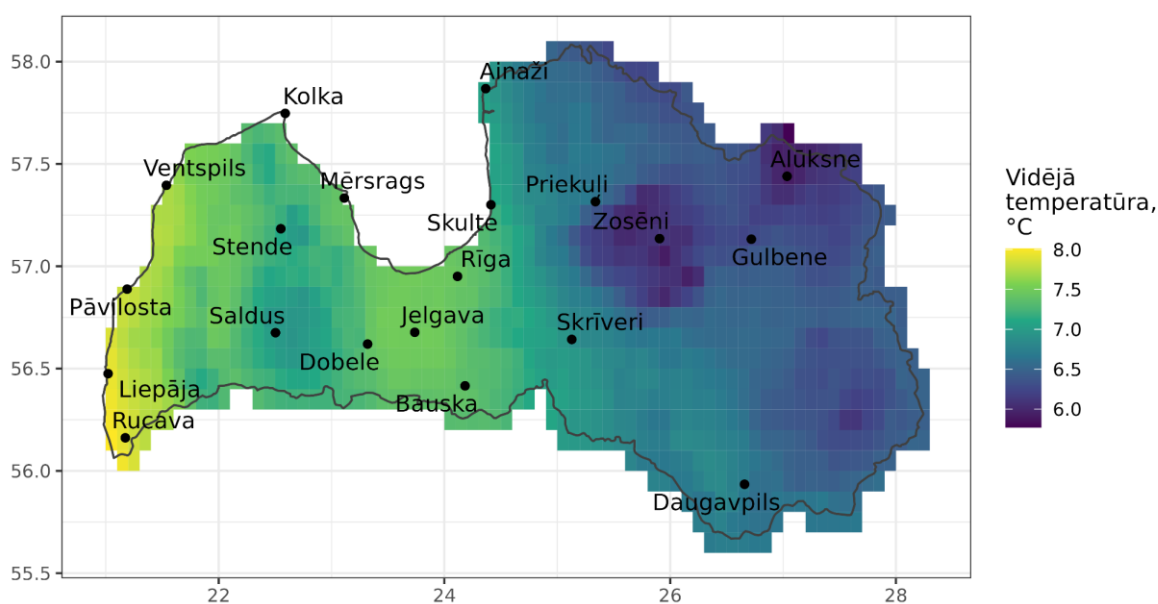 58.0
57.5
57.0
56.5
56.0
55.5
22
24
26
28
Ainaži
Kolka
Ventspils
Mērsrags
Alūksne
Priekuli
Skulte
Zosēni
Stende
Rīga
Gulbene
Pāvilosta
Saldus
Jelgava
Skrīveri
Dobele
Liepāja
Bauska
Rucava
Daugavpils
Vidējā
temperatūra,
°C
8.0
7.5
7.0
6.5
6.0